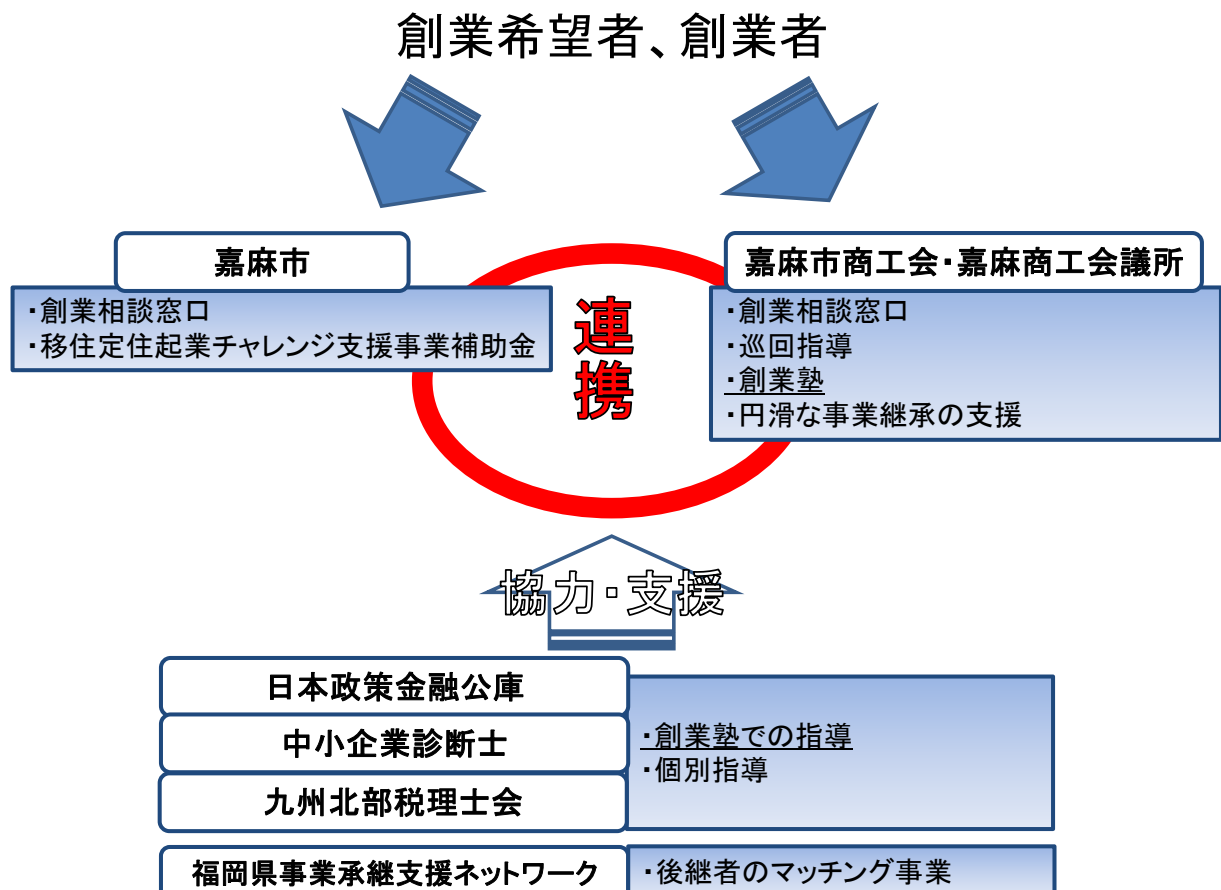 創業希望者、創業者
嘉麻市
・創業相談窓口
・移住定住起業チャレンジ支援事業補助金
連携
嘉麻市商工会・嘉麻商工会議所
・創業相談窓口
・巡回指導
・創業塾
・円滑な事業継承の支援
協力・支援
日本政策金融公庫
中小企業診断士
九州北部税理士会
・創業塾での指導
・個別指導
福岡県事業承継支援ネットワーク
・後継者のマッチング事業